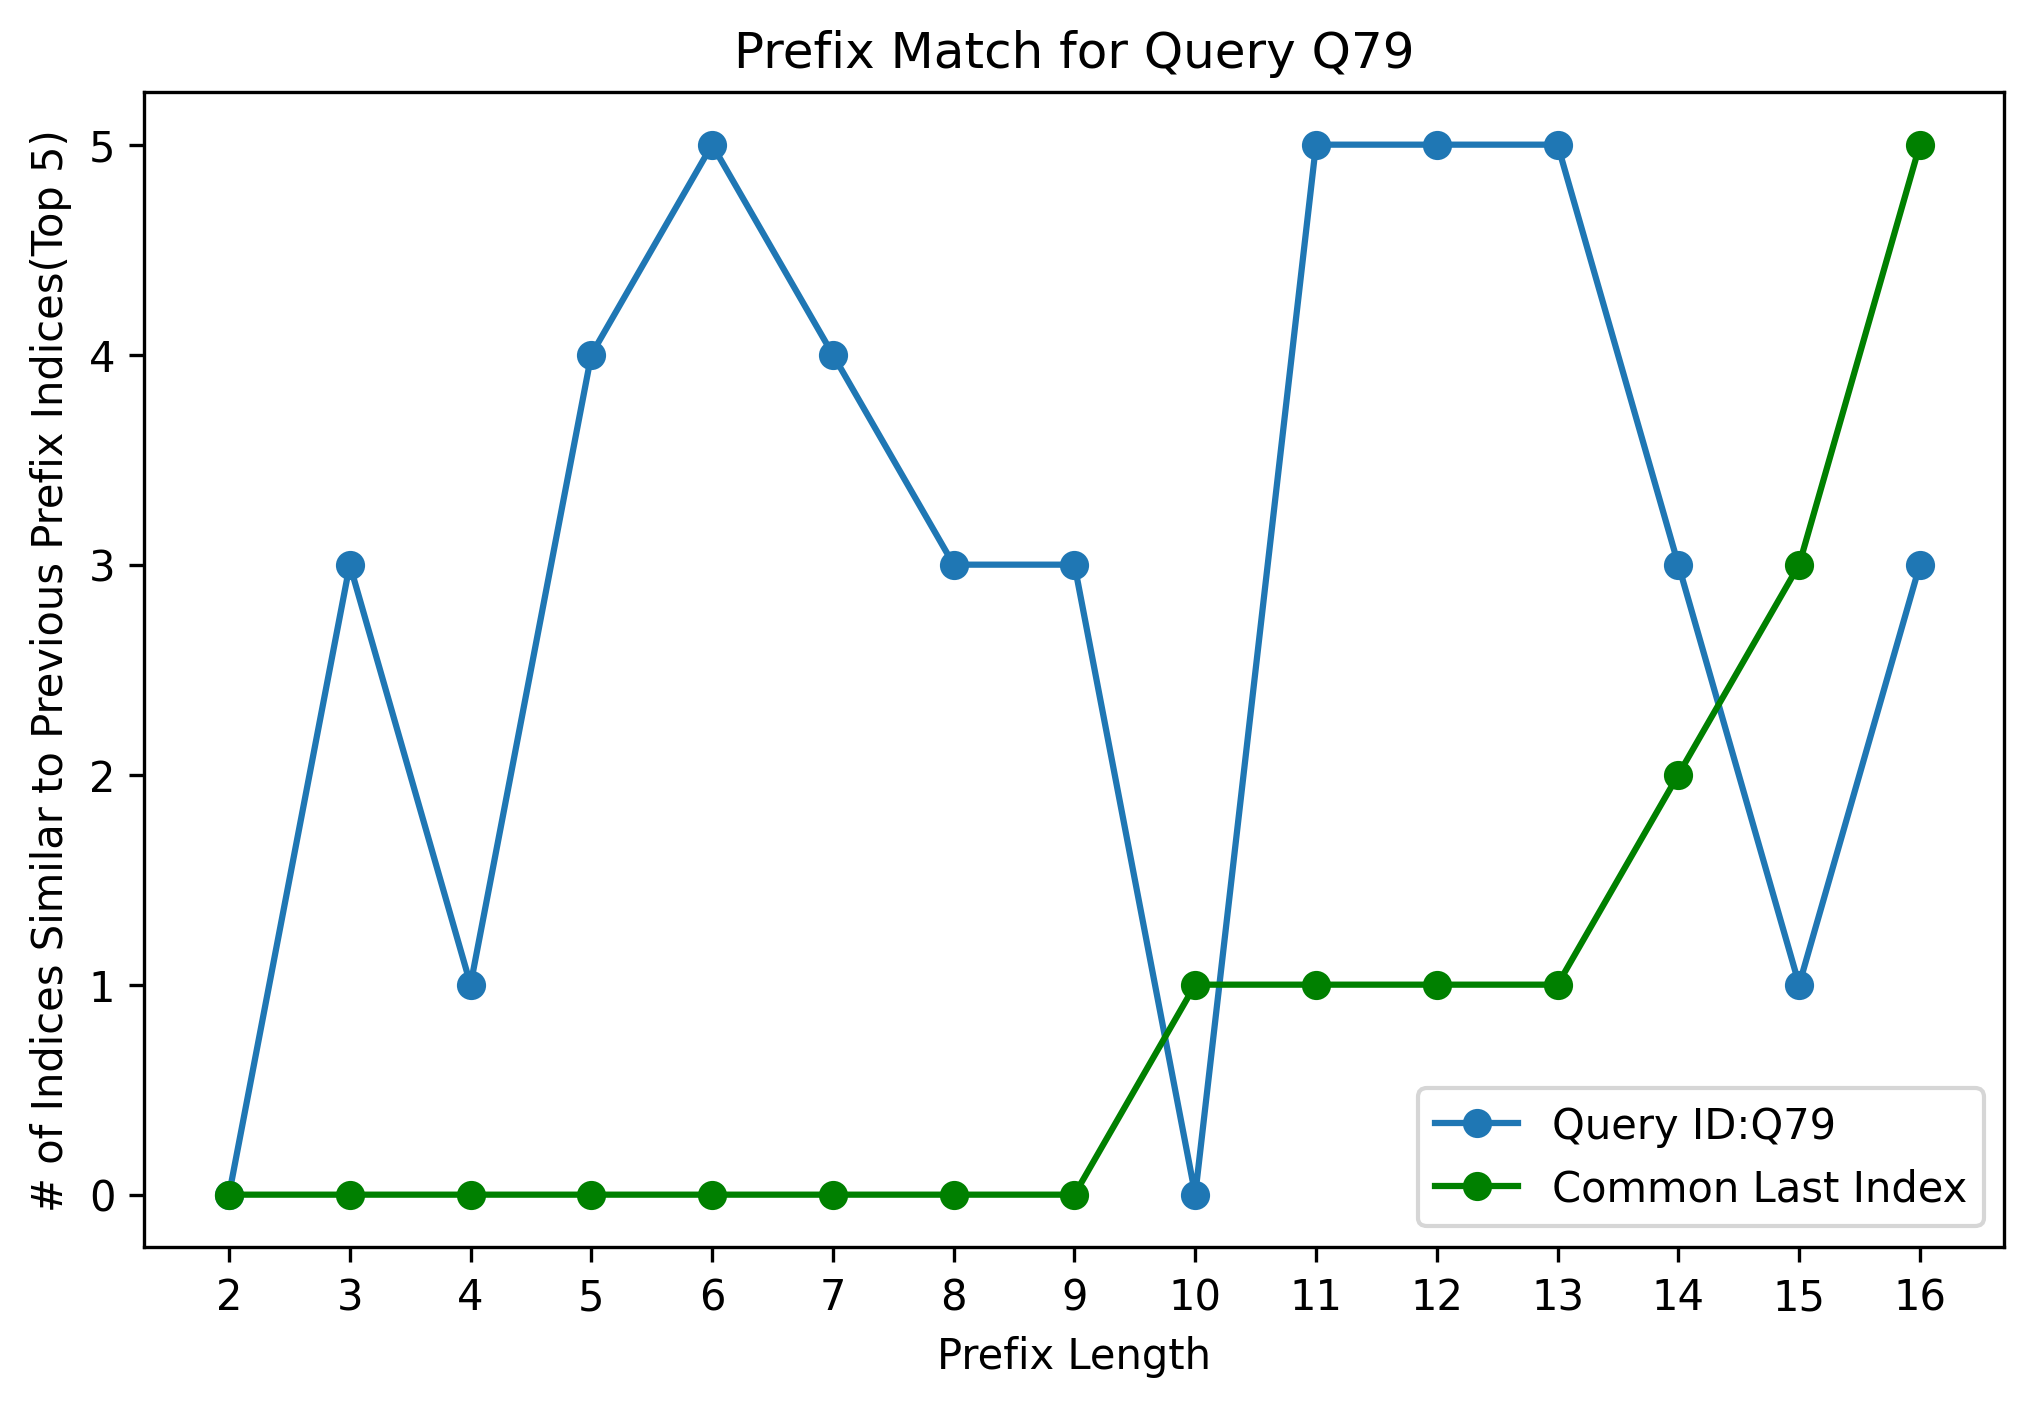 Prefix Match for Query Q79
# of Indices Similar to Previous Prefix Indices(Top 5)
5
4
3
2
1
0
Query ID:Q79
Common Last Index
2 3 4 5 6 7 8 9 10 11 12 13 14 15 16
Prefix Length